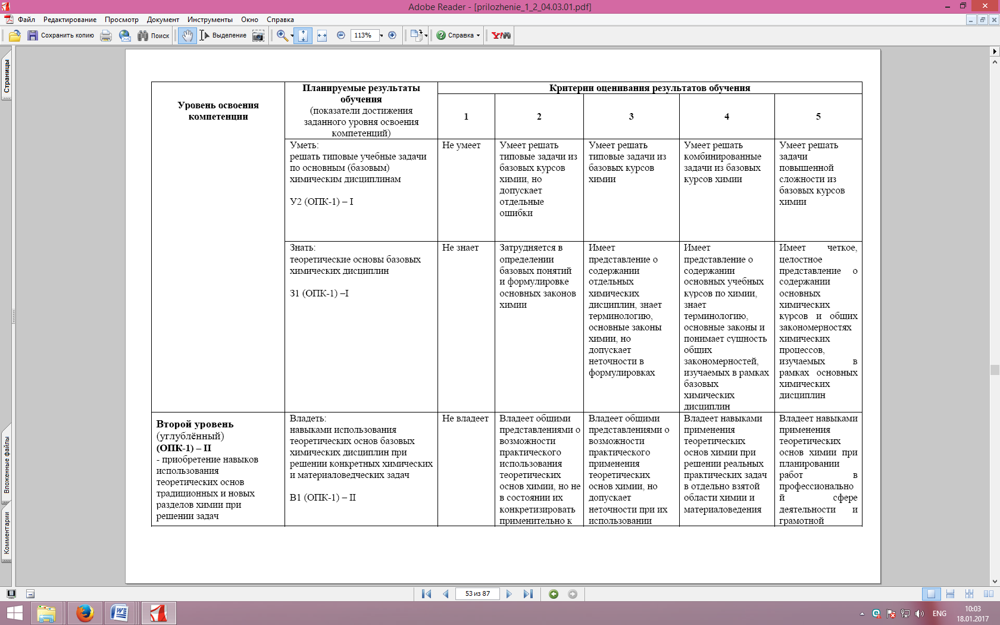 Adobe Reader - [prilozhenie_1_2_04.03.01.pdf]
Файл Редактирование Просмотр Документ Инструменты Окно Справка
Сохранить копию Поиск Выделение 113% Справка Y!
Страницы
Вложенные файлы
Комментарии
Уровень освоения
компетенции
Планируемые результаты
обучения
(показатели достижения
заданного уровня освоения
компетенций)
Критерии оценивания результатов обучения
1 2 3 4 5
Уметь:
решать типовые учебные задачи
по основным (базовым)
химическим дисциплинам
У2 (ОПК-1) – I
Не умеет
Умеет решать
типовые задачи из
базовых курсов
химии, но
допускает
отдельные
ошибки
Умеет решать
типовые задачи из
базовых курсов
химии
Умеет решать
комбинированные
задачи из базовых
курсов химии
Умеет решать
задачи
повышенной
сложности из
базовых курсов
химии
Знать:
теоретические основы базовых
химических дисциплин
З1 (ОПК-1) –I
Не знает
Затрудняется в
определении
базовых понятий
и формулировке
основных законов
химии
Имеет
представление о
содержании
отдельных
химических
дисциплин, знает
терминологию,
основные законы
химии, но
допускает
неточности в
формулировках
Имеет
представление о
содержании
основных учебных
курсов по химии,
знает
терминологию,
основные законы и
понимает сущность
общих
закономерностей,
изучаемых в рамках
базовых
химических
дисциплин
Имеет четкое,
целостное
представление о
содержании
основных
химических
курсов и общих
закономерностях
химических
процессов,
изучаемых в
рамках основных
химических
дисциплин
Второй уровень
(углублённый)
(ОПК-1) – II
- приобретение навыков
использования
теоретических основ
традиционных и новых
разделов химии при
решении задач
Владеть:
навыками использования
теоретических основ базовых
химических дисциплин при
решении конкретных химических
и материаловедческих задач
В1 (ОПК-1) – II
Не владеет
Владеет общими
представлениями о
возможности
практического
использования
теоретических
основ химии, но не
в состоянии их
конкретизировать
применительно к
Владеет общими
представлениями о
возможности
практического
применения
теоретических
основ химии, но
допускает
неточности при их
использовании
Владеет навыками
применения
теоретических
основ химии при
решении реальных
практических задач
в отдельно взятой
области химии и
материаловедения
Владеет навыками
применения
теоретических
основ химии при
планировании
работ в
профессионально
й сфере
деятельности и
грамотной
53 из 87
ENG
10:03
18.01.2017